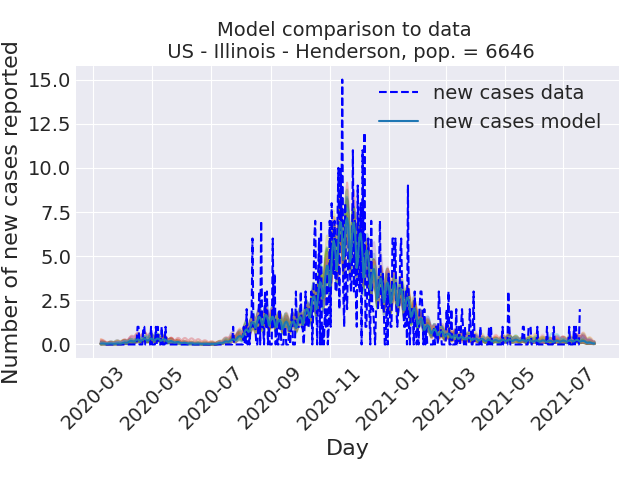 Model comparison to data
US - Illinois - Henderson, pop. = 6646
Number of new cases reported
15.0
12.5
10.0
7.5
5.0
2.5
0.0
new cases data
new cases model
2020-03
2020-05
2020-07
2020-09
2020-11
2021-01
2021-03
2021-05
2021-07
Day